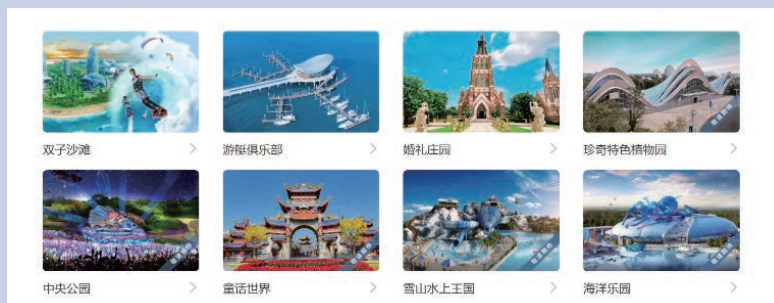 双子沙滩
游艇俱乐部
婚礼庄园
珍奇特色植物园
中央公园
童话世界
雪山水上王国
海洋乐园